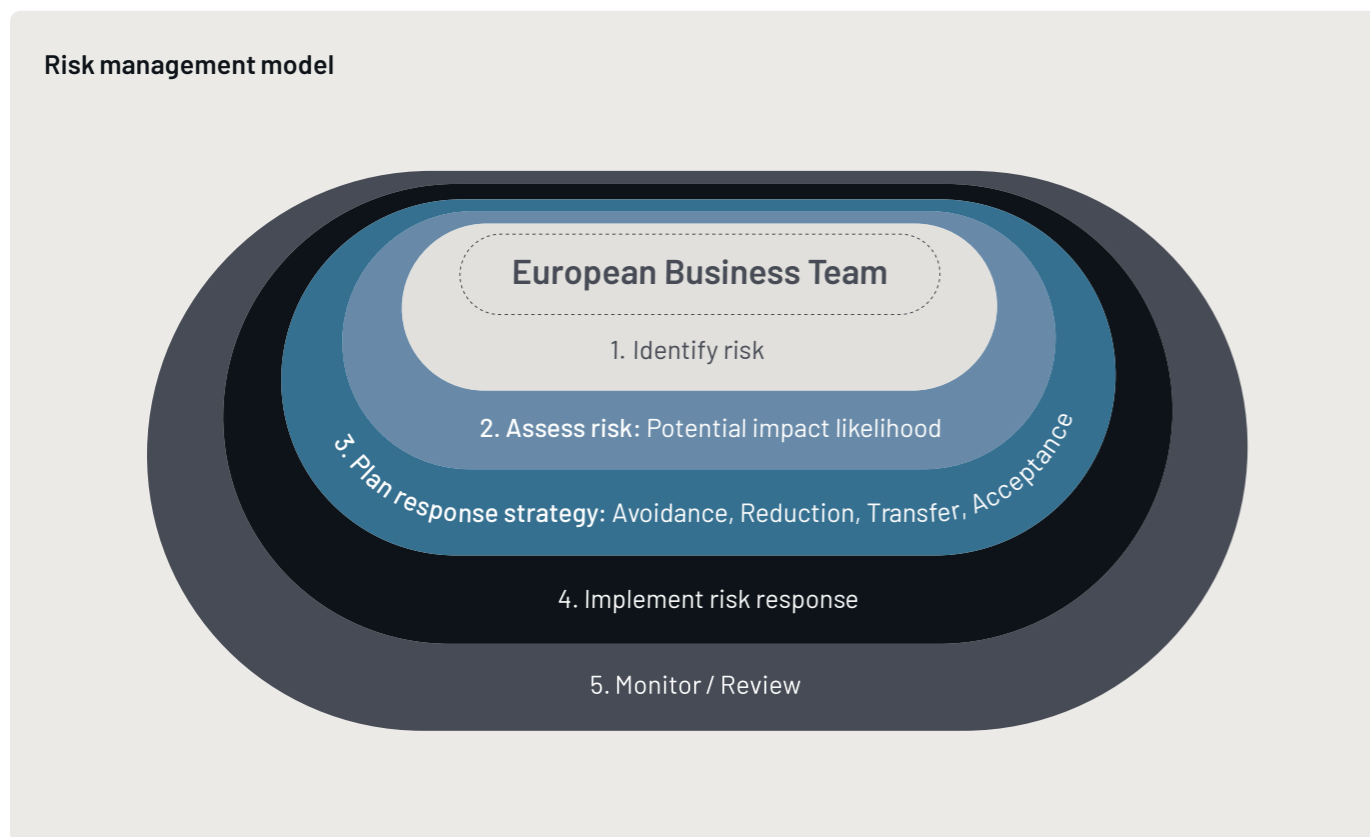 Risk management model
European Business Team
1. Identify risk
2. Assess risk: Potential impact likelihood
3. Plan response strategy: Avoidance, Reduction, Transfer, Acceptance
4. Implement risk response
5. Monitor / Review